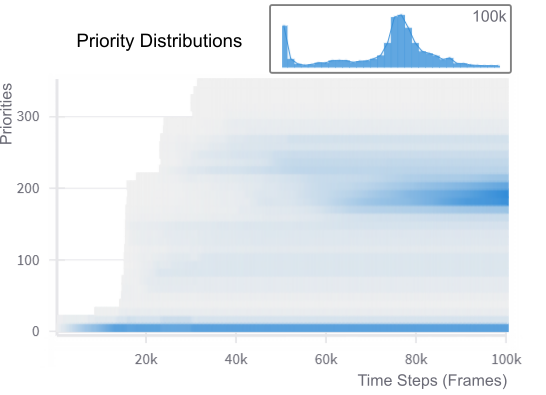 Priority Distributions
100k
Priorities
300
200
100
0
20k
40k
60k
80k
100k
Time Steps (Frames)